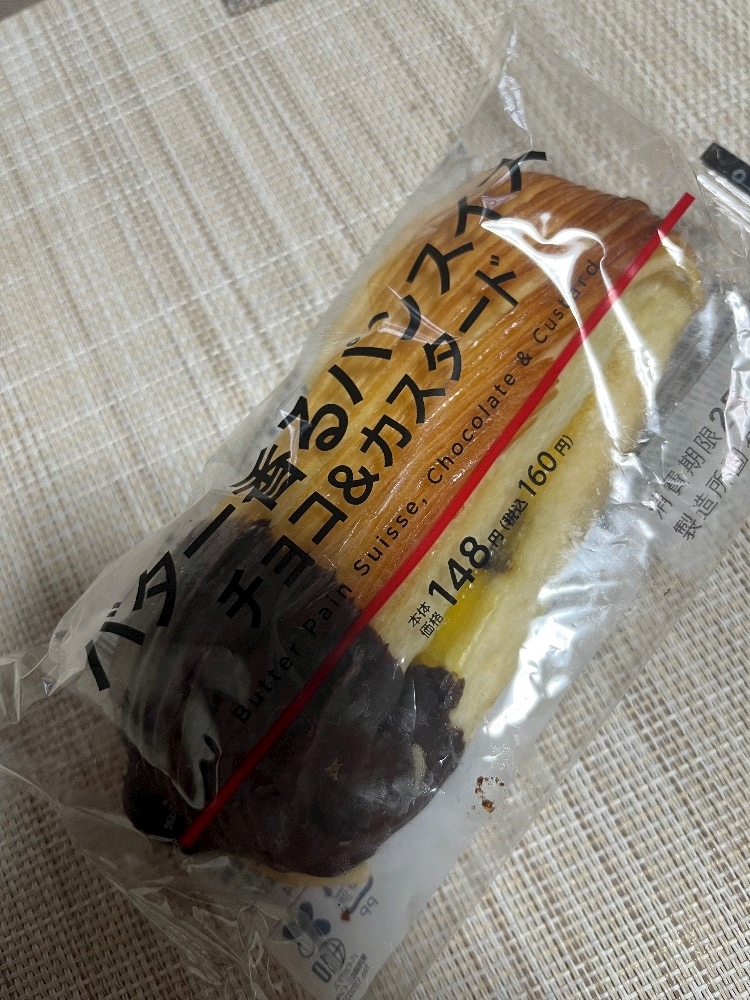 バター香るパンスイス
チョコ&カスタード
Butter Pain Suisse, Chocolate & Custard
本体
価格 148円(税込 160円)
消費期限
製造所